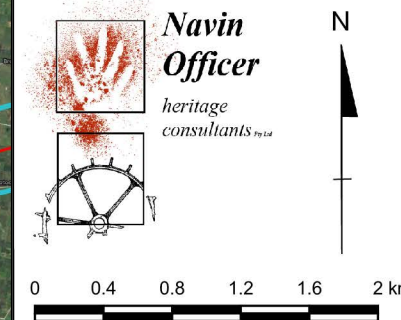 Navin
Officer
heritage
consultants Pty Ltd
N
0 0.4 0.8 1.2 1.6 2 km